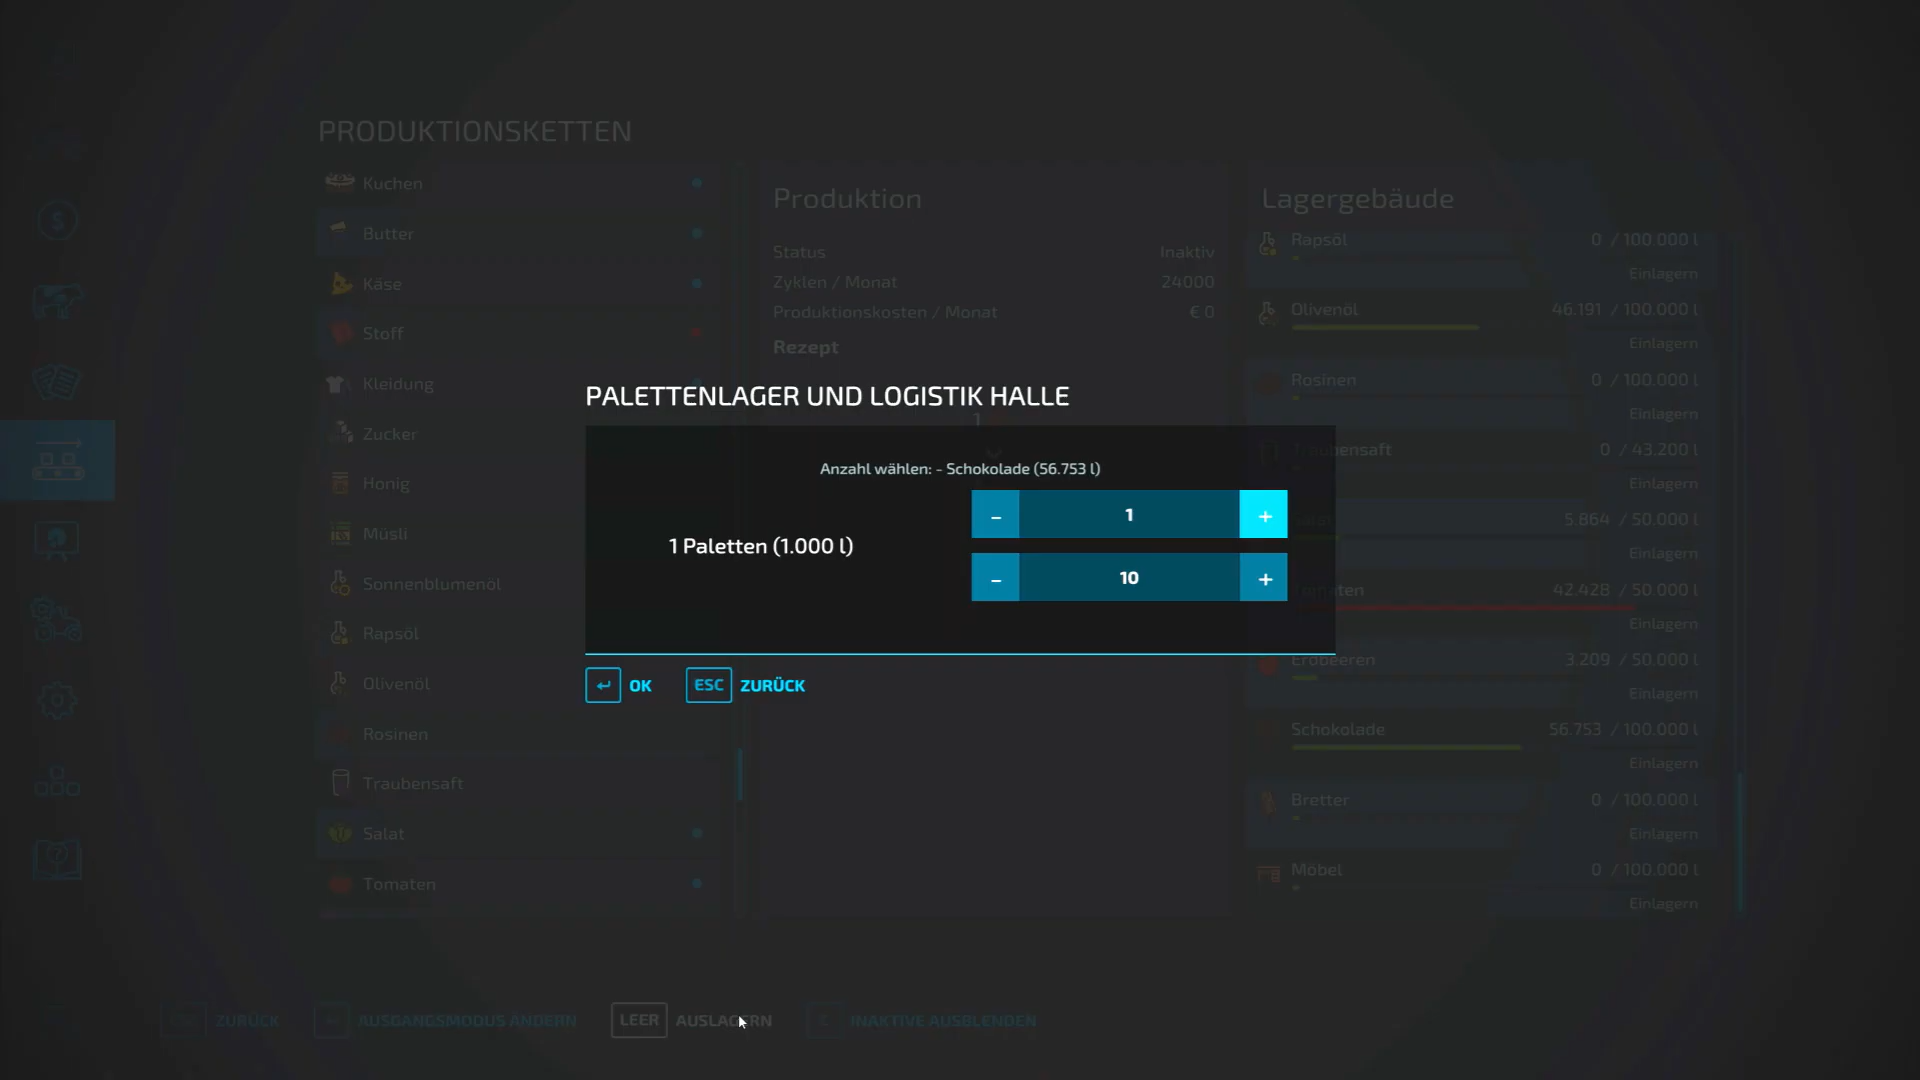 PRODUKTIONSKETTEN
Kuchen
Butter
Käse
Stoff
Kleidung
Zucker
Honig
Müsli
Sonnenblumenöl
Rapsöl
Olivenöl
Rosinen
Traubensaft
Salat
Tomaten
Produktion
Status Inaktiv
Zyklen / Monat 24000
Produktionskosten / Monat € 0
Rezept
1
PALETTENLAGER UND LOGISTIK HALLE
Anzahl wählen: - Schokolade (56.753 l)
1 Paletten (1.000 l)
- 1 +
- 10 +
OK ESC ZURÜCK
Lagergebäude
Rapsöl 0 / 100.000 l
Einlagern
Olivenöl 46.191 / 100.000 l
Einlagern
Rosinen 0 / 100.000 l
Einlagern
Traubensaft 0 / 43.200 l
Einlagern
Salat 5.864 / 50.000 l
Einlagern
Tomaten 42.428 / 50.000 l
Einlagern
Erdbeeren 3.209 / 50.000 l
Einlagern
Schokolade 56.753 / 100.000 l
Einlagern
Bretter 0 / 100.000 l
Einlagern
Möbel 0 / 100.000 l
Einlagern
ZURÜCK AUSGANGSMODUS ÄNDERN LEER AUSLAGERN INAKTIVE AUSBLENDEN